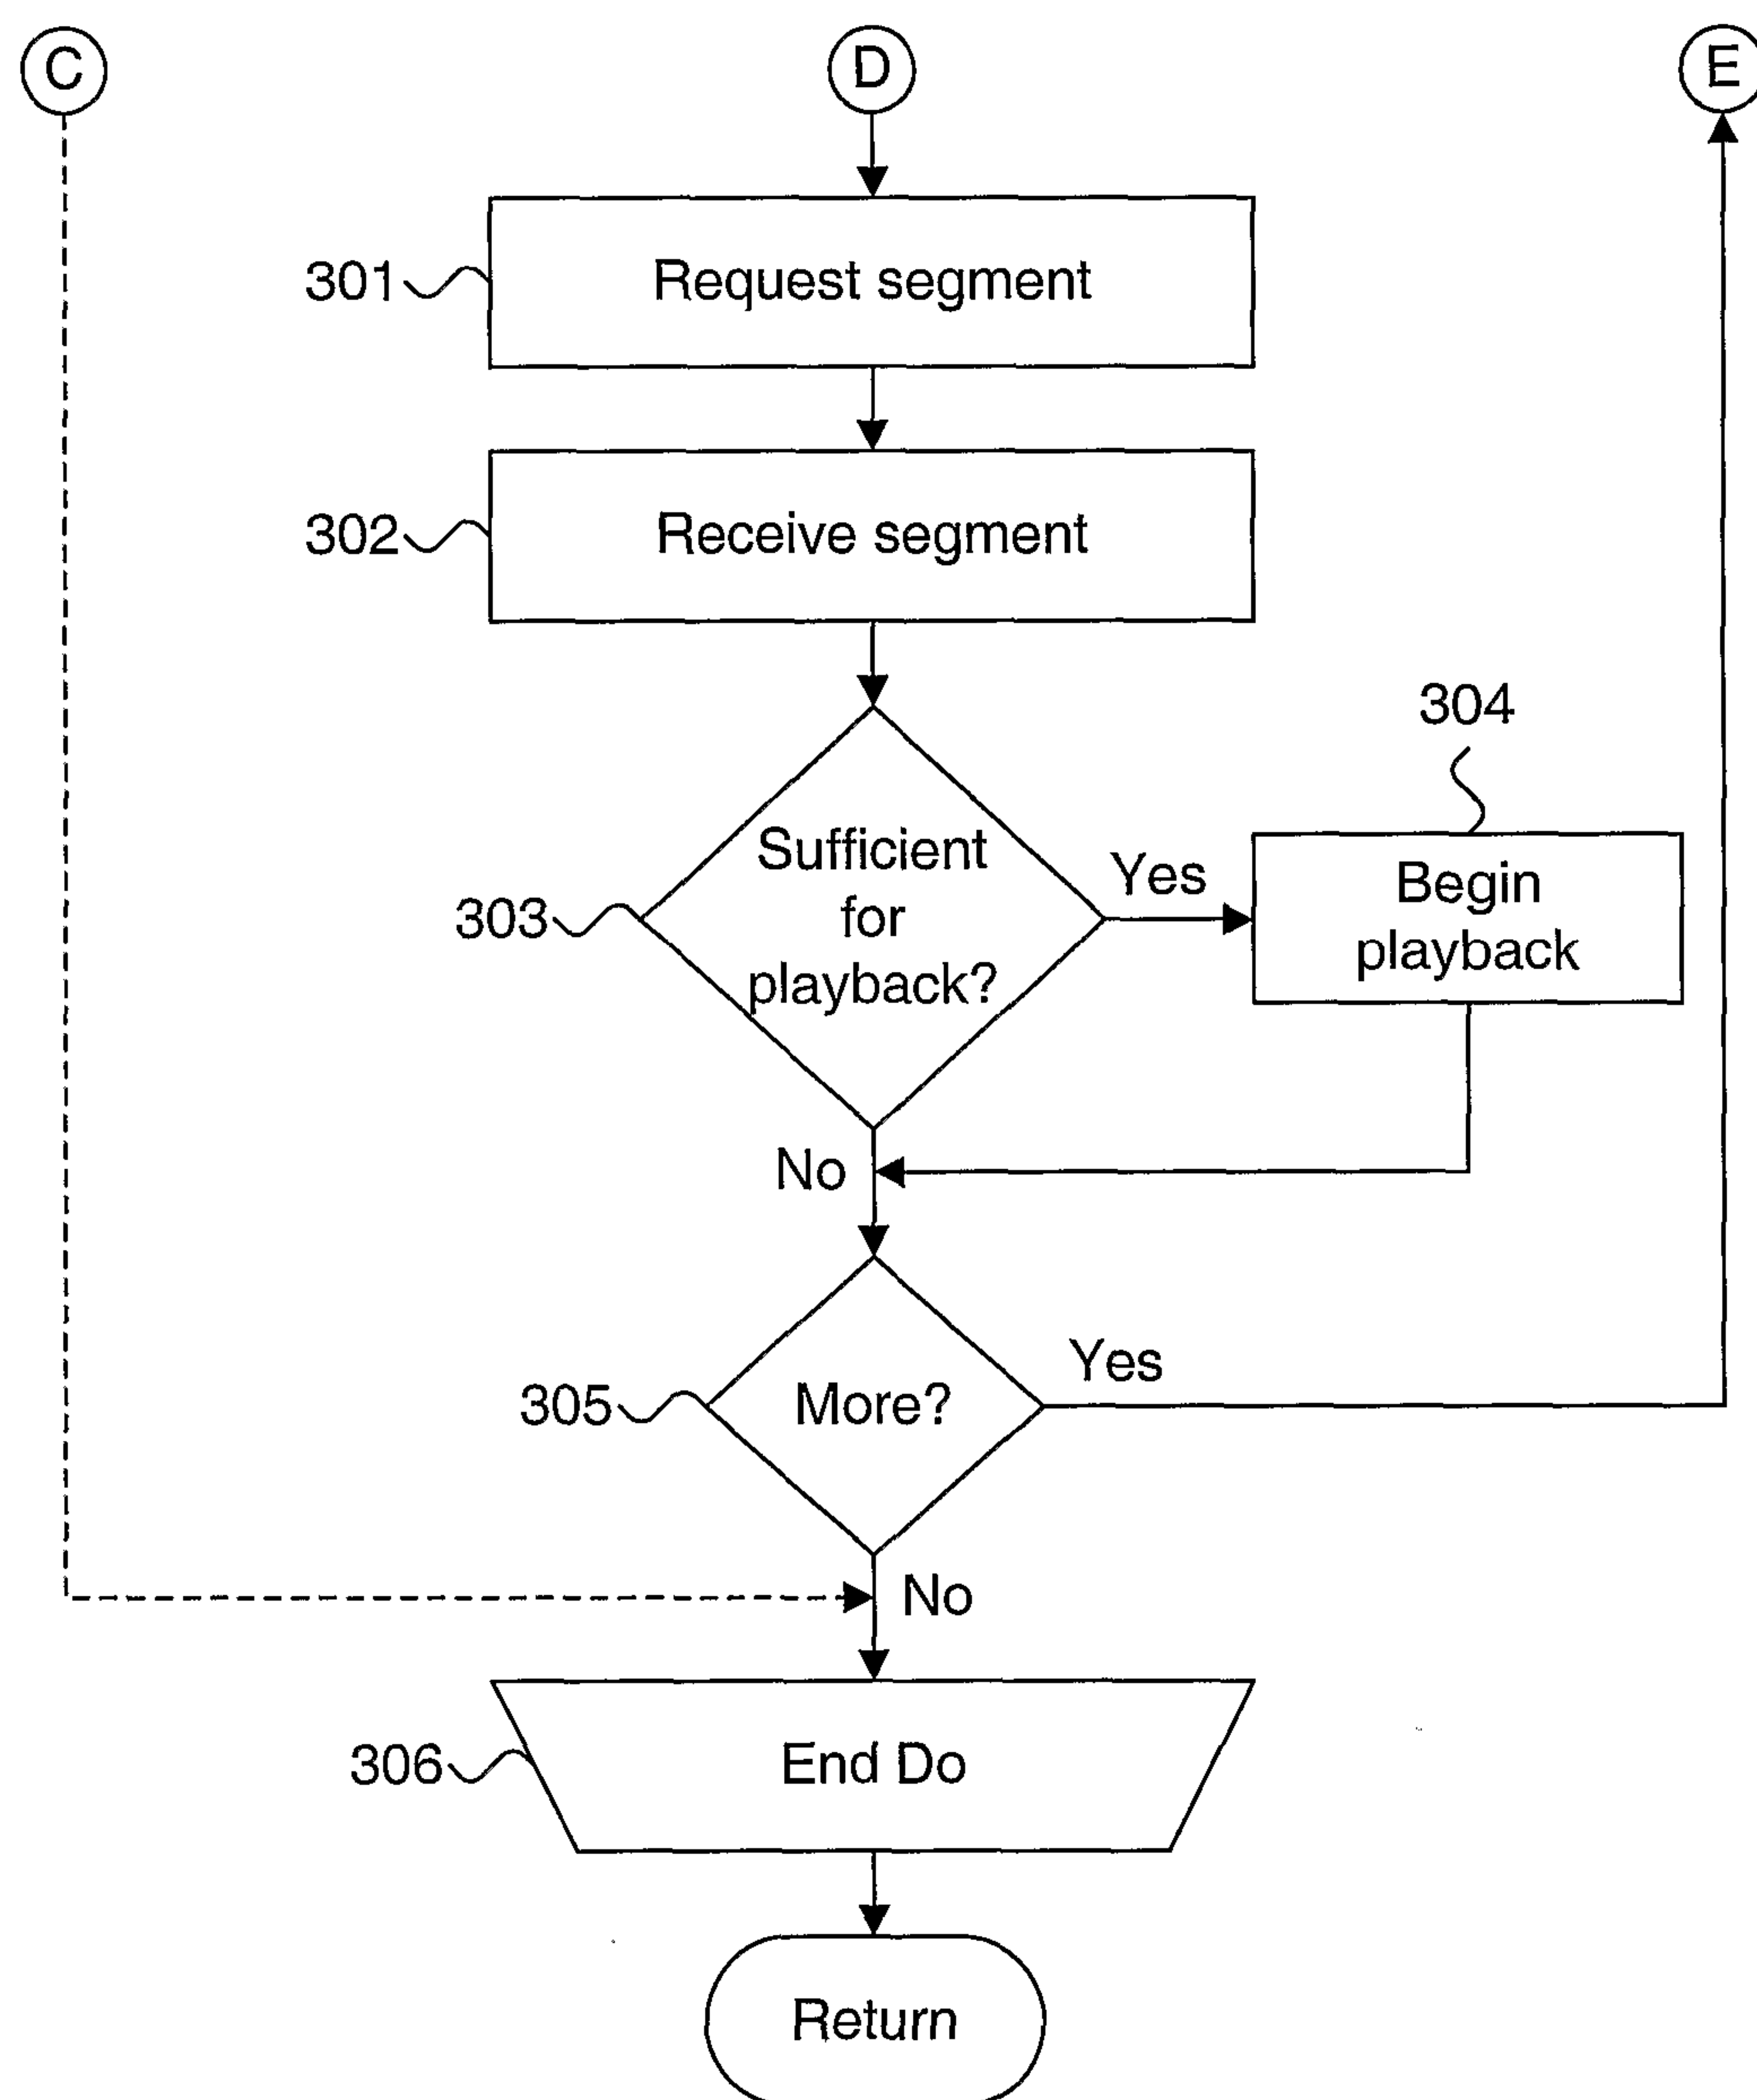 C
D
E
301
Request segment
302
Receive segment
304
Sufficient
for
playback?
303
Yes
Begin
playback
No
305
More?
Yes
No
306
End Do
Return